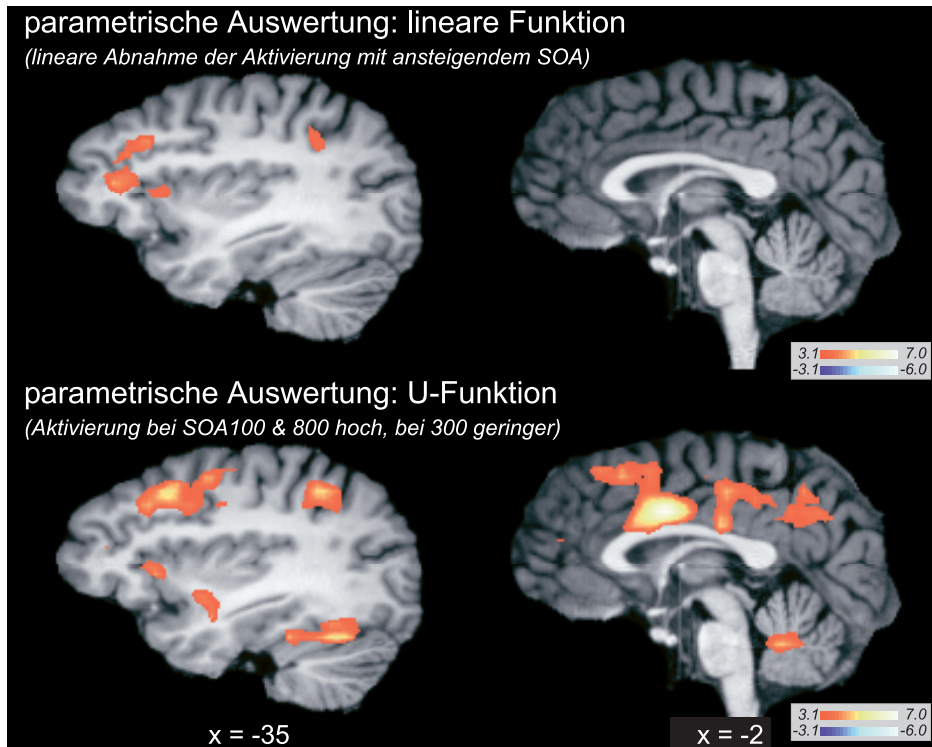 parametrische Auswertung: lineare Funktion
(lineare Abnahme der Aktivierung mit ansteigendem SOA)
3.1 7.0
-3.1 -6.0
parametrische Auswertung: U-Funktion
(Aktivierung bei SOA100 & 800 hoch, bei 300 geringer)
3.1 7.0
-3.1 -6.0
x = -35 x = -2